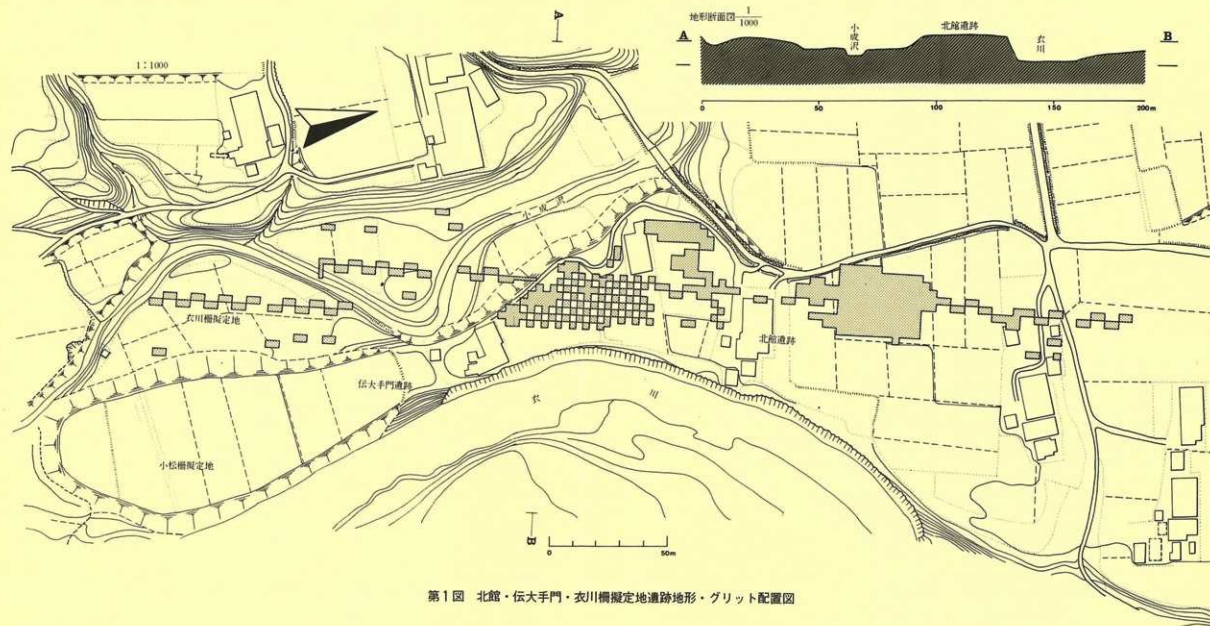 地形断面図 1/1000
A
小成沢
北館遺跡
衣川
B
0 50 100 150 200m
A
1:1000
小成沢
衣川柵擬定地
北館遺跡
伝大手門遺跡
衣川
小松柵擬定地
B
0 50m
第1図 北館・伝大手門・衣川柵擬定地遺跡地形・グリット配置図